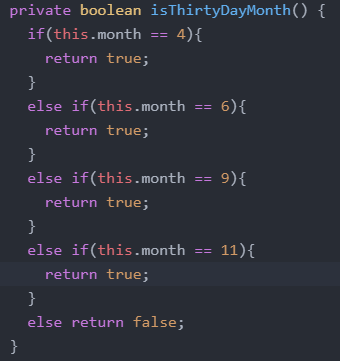 private boolean isThirtyDayMonth() {
  if(this.month == 4){
    return true;
  }
  else if(this.month == 6){
    return true;
  }
  else if(this.month == 9){
    return true;
  }
  else if(this.month == 11){
    return true;
  }
  else return false;
}